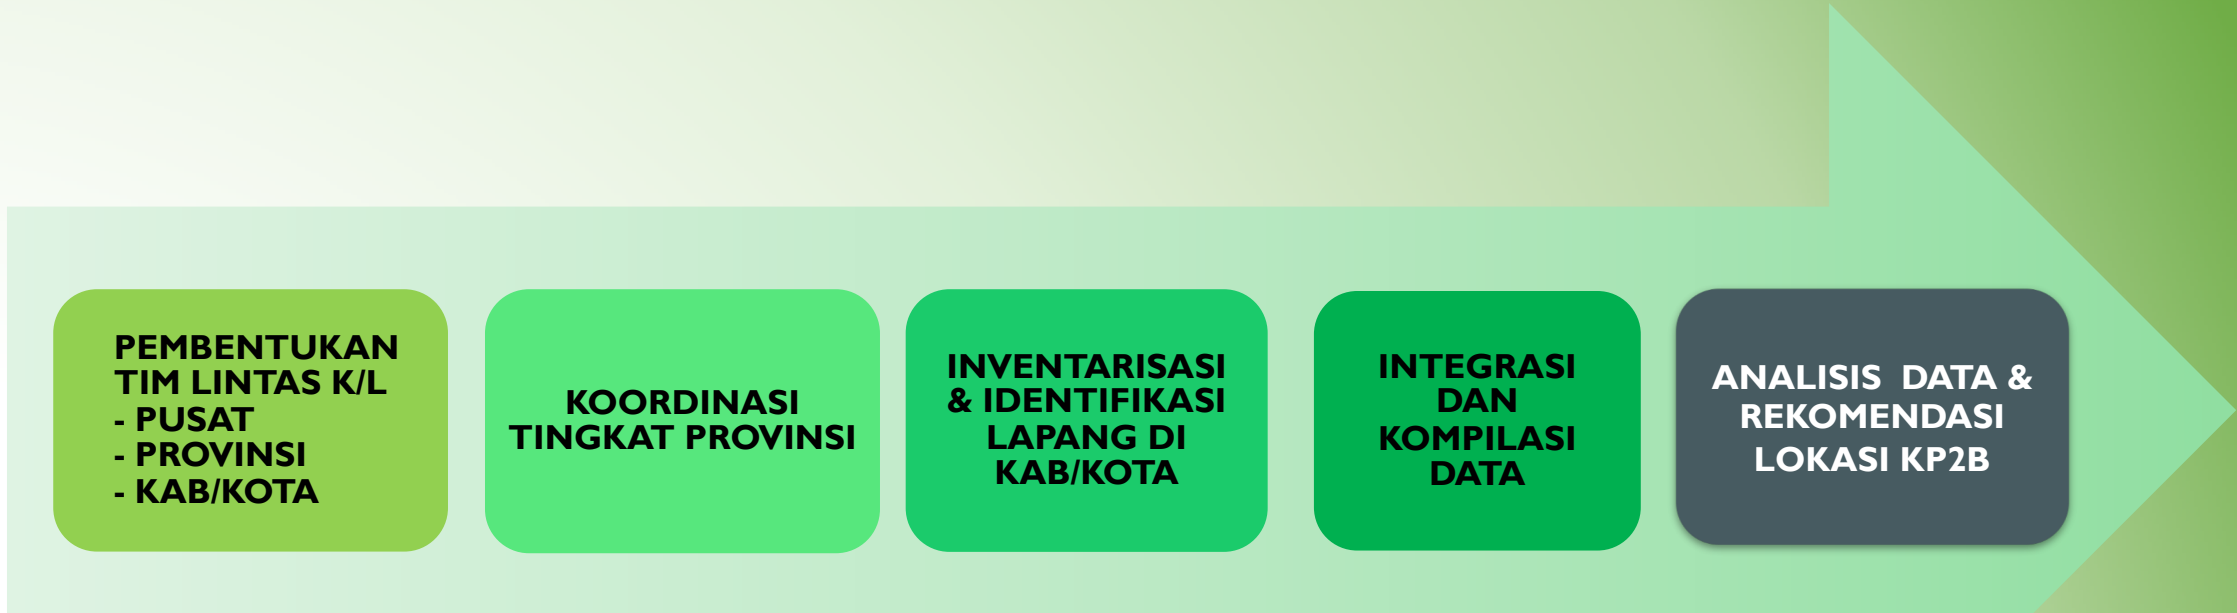 PEMBENTUKAN
TIM LINTAS K/L
- PUSAT
- PROVINSI
- KAB/KOTA
KOORDINASI
TINGKAT PROVINSI
INVENTARISASI
& IDENTIFIKASI
LAPANG DI
KAB/KOTA
INTEGRASI
DAN
KOMPILASI
DATA
ANALISIS DATA &
REKOMENDASI
LOKASI KP2B